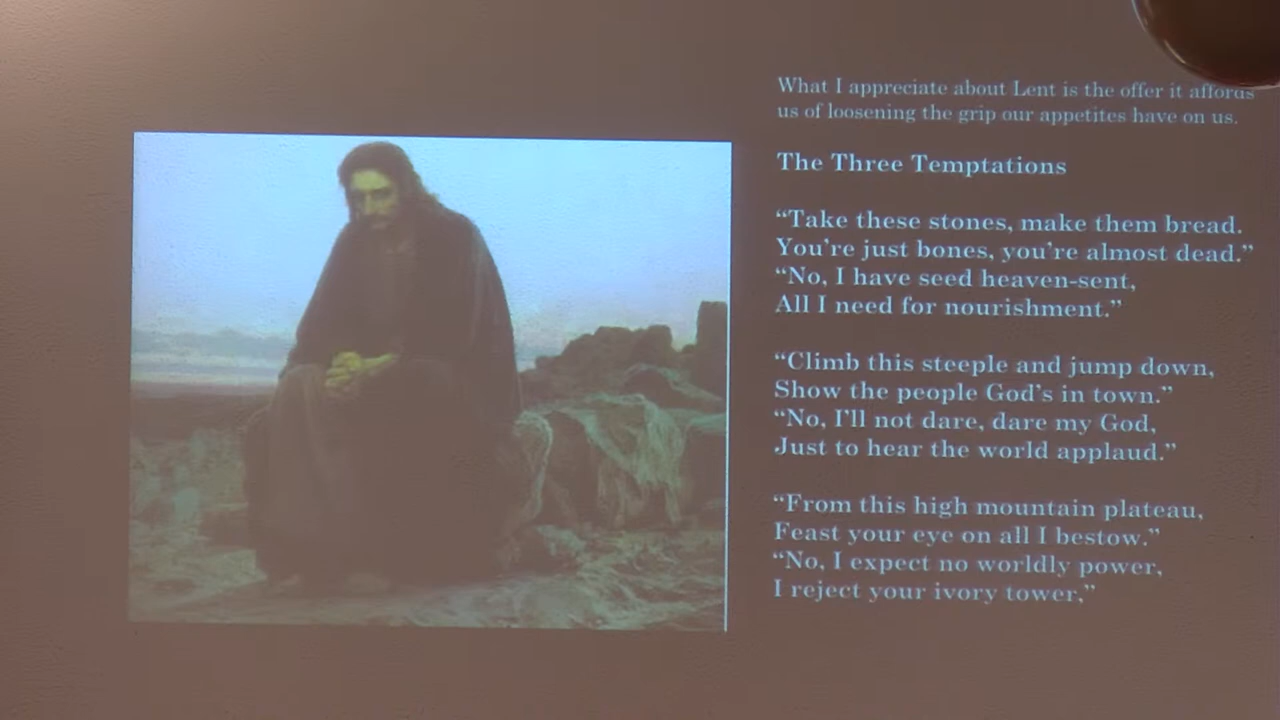 What I appreciate about Lent is the offer it affords
us of loosening the grip our appetites have on us.
The Three Temptations
“Take these stones, make them bread.
You’re just bones, you’re almost dead.”
“No, I have seed heaven-sent,
All I need for nourishment.”
“Climb this steeple and jump down,
Show the people God’s in town.”
“No, I’ll not dare, dare my God,
Just to hear the world applaud.”
“From this high mountain plateau,
Feast your eye on all I bestow.”
“No, I expect no worldly power,
I reject your ivory tower,”